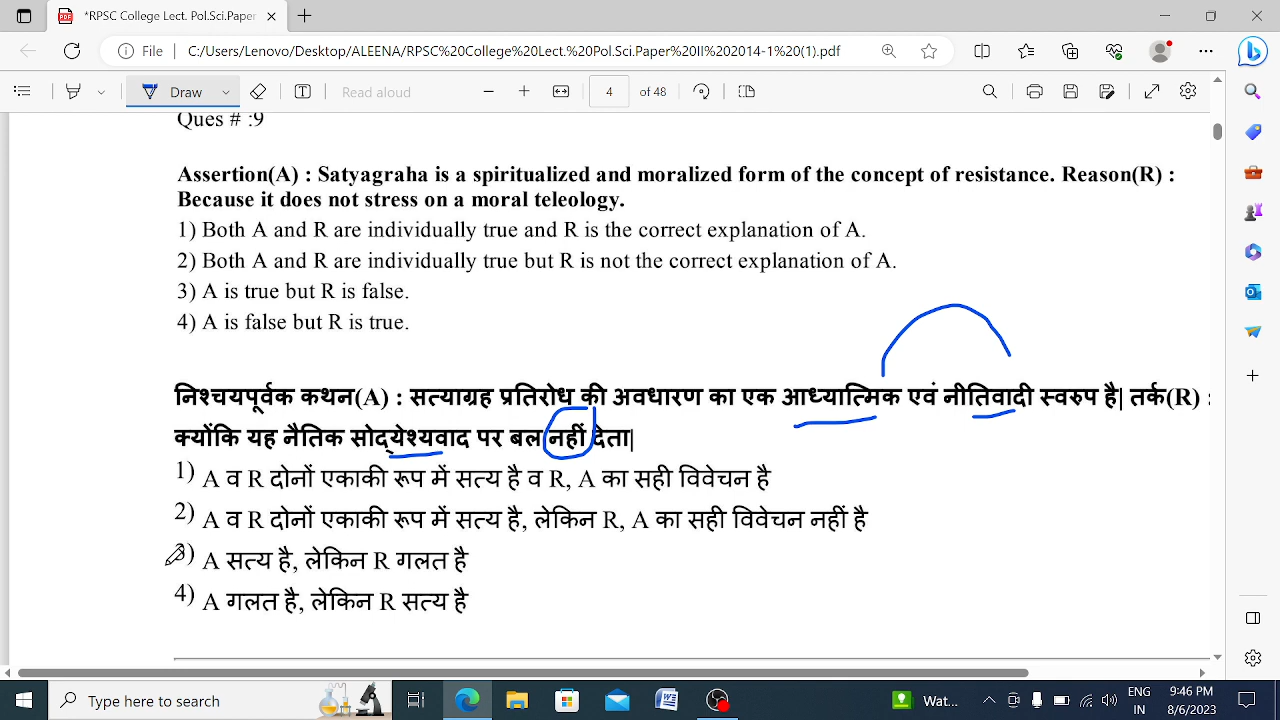 *RPSC College Lect. Pol.Sci.Paper
File C:/Users/Lenovo/Desktop/ALEENA/RPSC%20College%20Lect.%20Pol.Sci.Paper%20II%202014-1%20(1).pdf
Draw Read aloud 4 of 48
Ques # :9
Assertion(A) : Satyagraha is a spiritualized and moralized form of the concept of resistance. Reason(R) :
Because it does not stress on a moral teleology.
1) Both A and R are individually true and R is the correct explanation of A.
2) Both A and R are individually true but R is not the correct explanation of A.
3) A is true but R is false.
4) A is false but R is true.
निश्चयपूर्वक कथन(A) : सत्याग्रह प्रतिरोध की अवधारण का एक आध्यात्मिक एवं नीतिवादी स्वरुप है| तर्क(R) :
क्योंकि यह नैतिक सोद्येश्यवाद पर बल नहीं देता|
1) A व R दोनों एकाकी रूप में सत्य है व R, A का सही विवेचन है
2) A व R दोनों एकाकी रूप में सत्य है, लेकिन R, A का सही विवेचन नहीं है
3) A सत्य है, लेकिन R गलत है
4) A गलत है, लेकिन R सत्य है
Type here to search
Wat...
ENG
IN
9:46 PM
8/6/2023